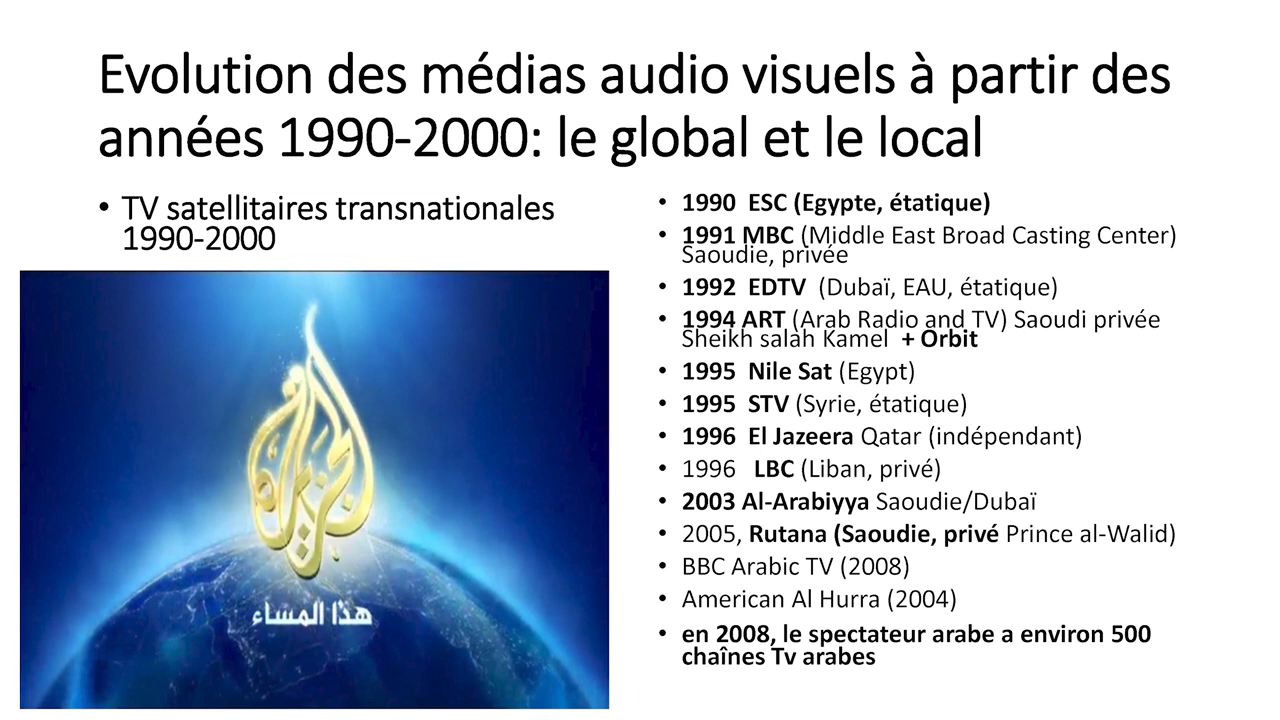 Evolution des médias audio visuels à partir des
années 1990-2000: le global et le local
• TV satellitaires transnationales
1990-2000
الجزيرة
هذا المساء
• 1990 ESC (Egypte, étatique)
• 1991 MBC (Middle East Broad Casting Center)
Saoudie, privée
• 1992 EDTV (Dubaï, EAU, étatique)
• 1994 ART (Arab Radio and TV) Saoudi privée
Sheikh salah Kamel + Orbit
• 1995 Nile Sat (Egypt)
• 1995 STV (Syrie, étatique)
• 1996 El Jazeera Qatar (indépendant)
• 1996 LBC (Liban, privé)
• 2003 Al-Arabiyya Saoudie/Dubaï
• 2005, Rutana (Saoudie, privé Prince al-Walid)
• BBC Arabic TV (2008)
• American Al Hurra (2004)
• en 2008, le spectateur arabe a environ 500
chaînes Tv arabes